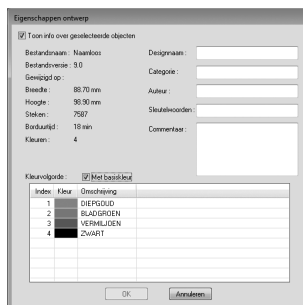 Eigenschappen ontwerp
Toon info over geselecteerde objecten
Bestandsnaam : Naamloos
Bestandsversie : 9.0
Gewijzigd op :
Breedte : 88.70 mm
Hoogte : 98.90 mm
Steken : 7587
Borduurtijd : 18 min
Kleuren : 4
Designnaam :
Categorie :
Auteur :
Sleutelwoorden :
Commentaar :
Kleurvolgorde : Met basiskleur
Index Kleur Omschrijving
1 DIEPGOUD
2 BLADGROEN
3 VERMILJOEN
4 ZWART
OK Annuleren